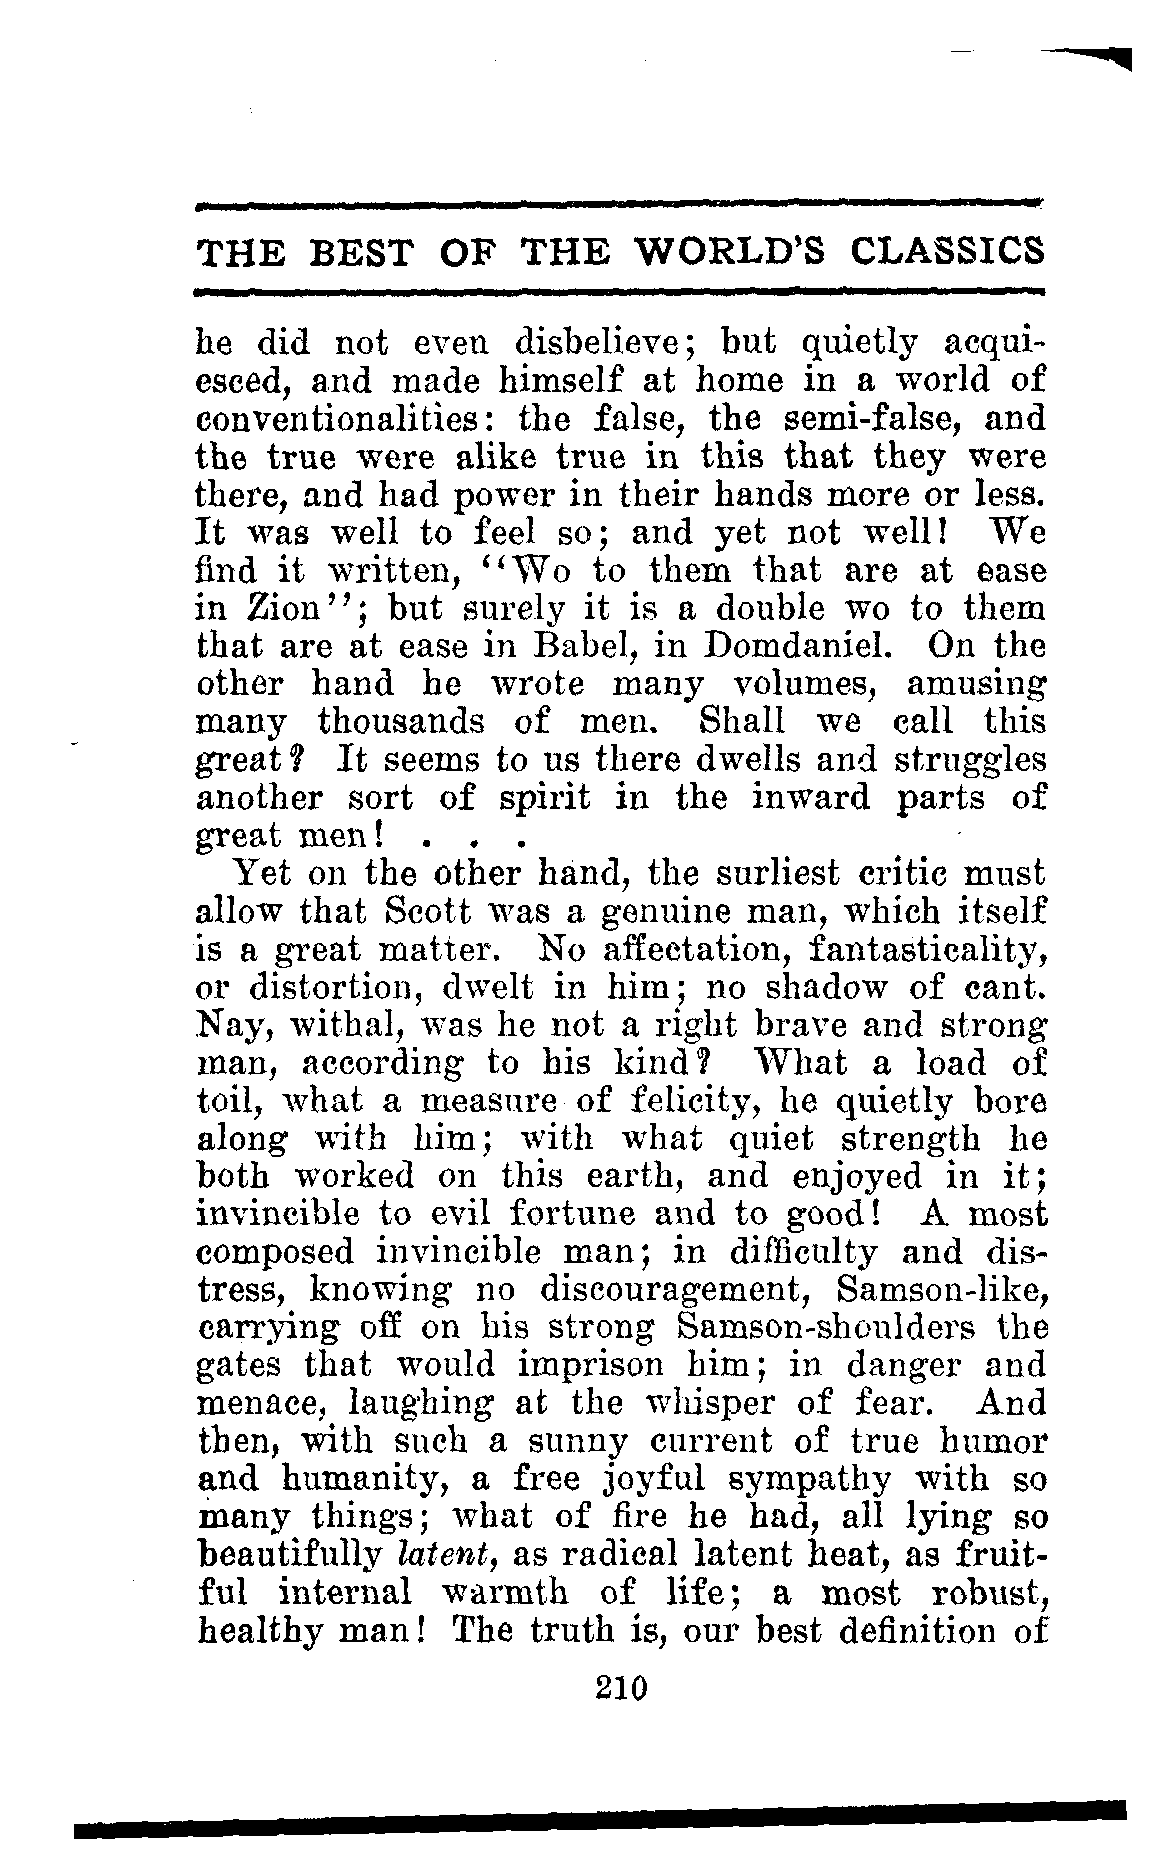 THE BEST OF THE WORLD'S CLASSICS
he did not even disbelieve; but quietly acqui-
esced, and made himself at home in a world of
conventionalities: the false, the semi-false, and
the true were alike true in this that they were
there, and had power in their hands more or less.
It was well to feel so; and yet not well! We
find it written, "Wo to them that are at ease
in Zion"; but surely it is a double wo to them
that are at ease in Babel, in Domdaniel. On the
other hand he wrote many volumes, amusing
many thousands of men. Shall we call this
great? It seems to us there dwells and struggles
another sort of spirit in the inward parts of
great men! . . .
Yet on the other hand, the surliest critic must
allow that Scott was a genuine man, which itself
is a great matter. No affectation, fantasticality,
or distortion, dwelt in him; no shadow of cant.
Nay, withal, was he not a right brave and strong
man, according to his kind? What a load of
toil, what a measure of felicity, he quietly bore
along with him; with what quiet strength he
both worked on this earth, and enjoyed in it;
invincible to evil fortune and to good! A most
composed invincible man; in difficulty and dis-
tress, knowing no discouragement, Samson-like,
carrying off on his strong Samson-shoulders the
gates that would imprison him; in danger and
menace, laughing at the whisper of fear. And
then, with such a sunny current of true humor
and humanity, a free joyful sympathy with so
many things; what of fire he had, all lying so
beautifully latent, as radical latent heat, as fruit-
ful internal warmth of life; a most robust,
healthy man! The truth is, our best definition of
210